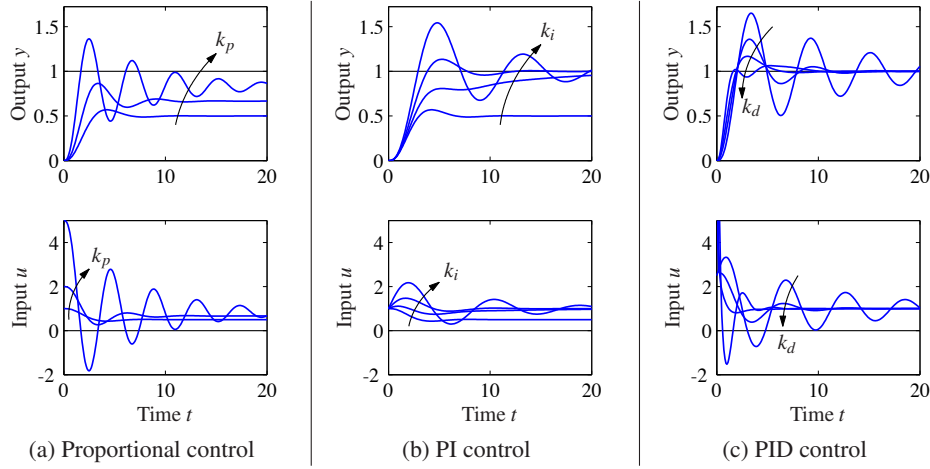 1.5
1
0.5
0
0 10 20
Output y
k_p
4
2
0
-2
0 10 20
Input u
k_p
Time t
(a) Proportional control
1.5
1
0.5
0
0 10 20
Output y
k_i
4
2
0
-2
0 10 20
Input u
k_i
Time t
(b) PI control
1.5
1
0.5
0
0 10 20
Output y
k_d
4
2
0
-2
0 10 20
Input u
k_d
Time t
(c) PID control